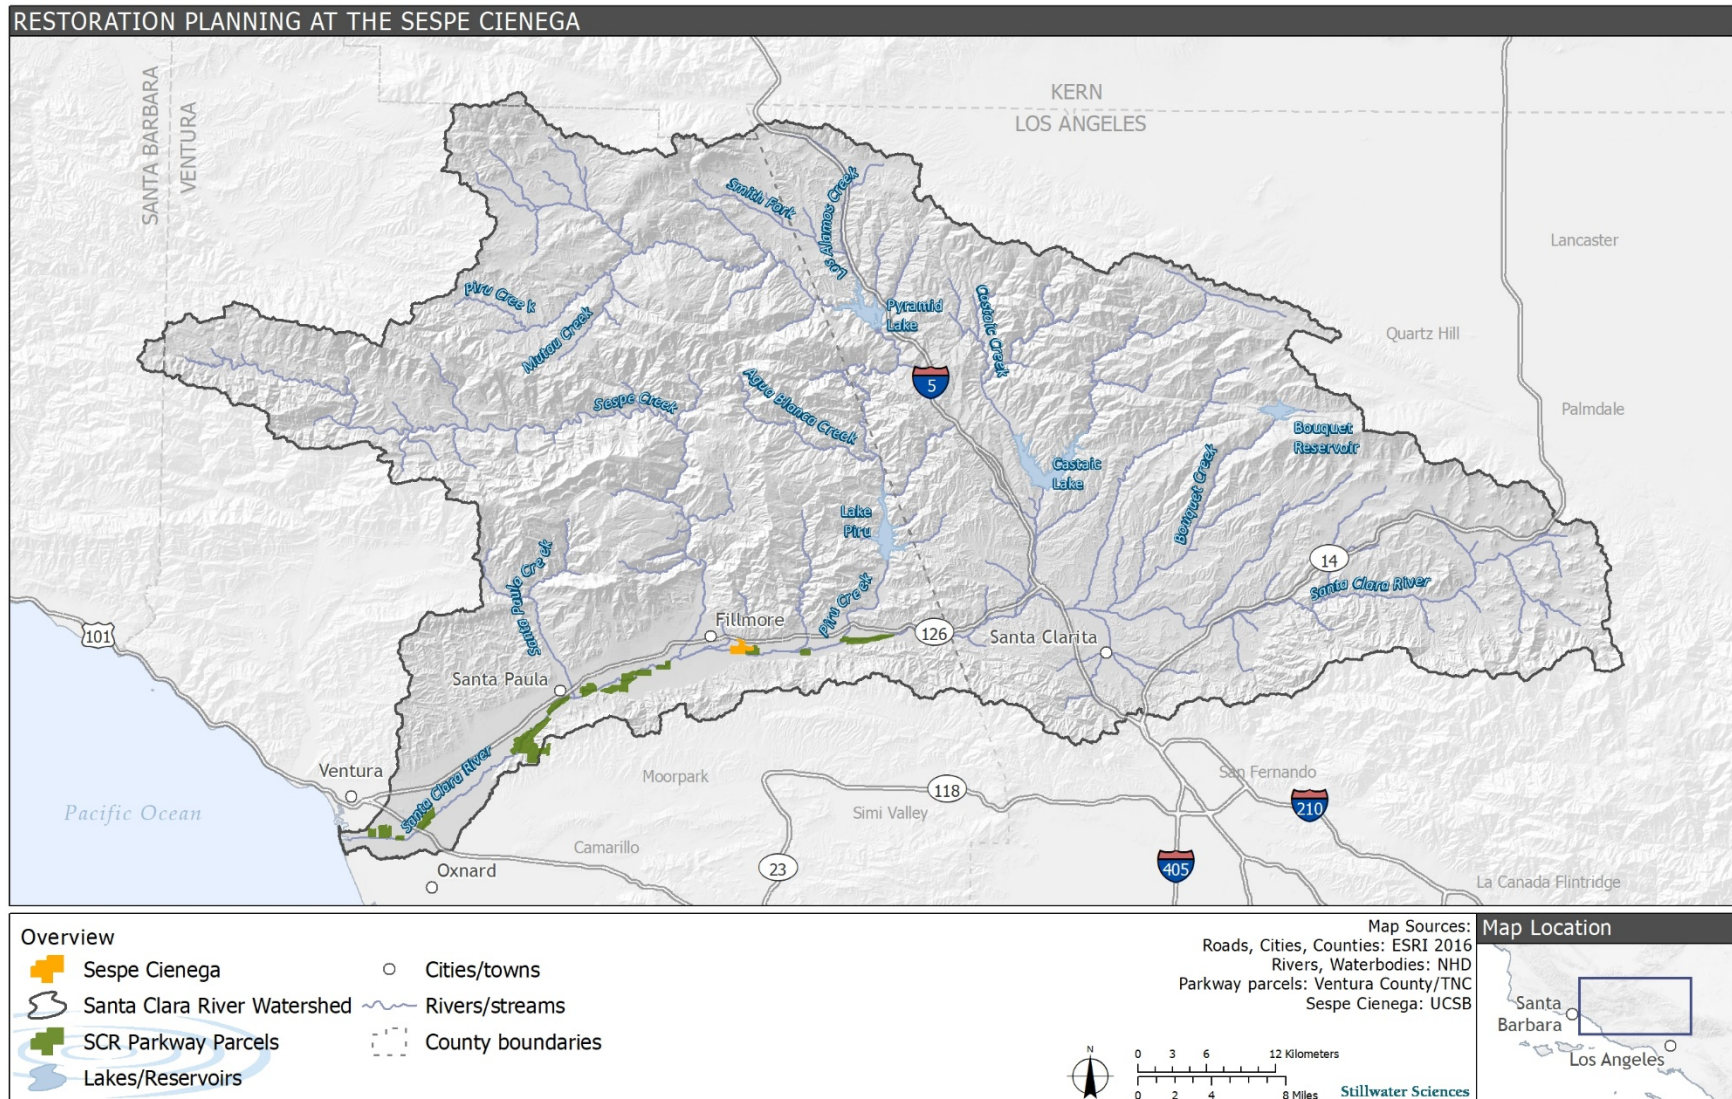 RESTORATION PLANNING AT THE SESPE CIENEGA
SANTA BARBARA
VENTURA
KERN
LOS ANGELES
Smith Fork
Los Alamos Creek
Lancaster
Piru Creek
Mutau Creek
Pyramid
Lake
Castaic Creek
Quartz Hill
5
Sespe Creek
Agua Blanca Creek
Palmdale
Bouquet
Reservoir
Castaic
Lake
Bouquet Creek
Lake
Piru
Santa Paula Creek
14
Santa Clara River
Piru Creek
101
Fillmore
126
Santa Clarita
Santa Paula
Santa Clara River
Ventura
Moorpark
San Fernando
Pacific Ocean
118
Simi Valley
210
Camarillo
Oxnard
23
405
La Canada Flintridge
Overview
Sespe Cienega
Santa Clara River Watershed
SCR Parkway Parcels
Lakes/Reservoirs
Cities/towns
Rivers/streams
County boundaries
Map Sources:
Roads, Cities, Counties: ESRI 2016
Rivers, Waterbodies: NHD
Parkway parcels: Ventura County/TNC
Sespe Cienega: UCSB
N
0 3 6 12 Kilometers
0 2 4 8 Miles
Stillwater Sciences
Map Location
Santa
Barbara
Los Angeles